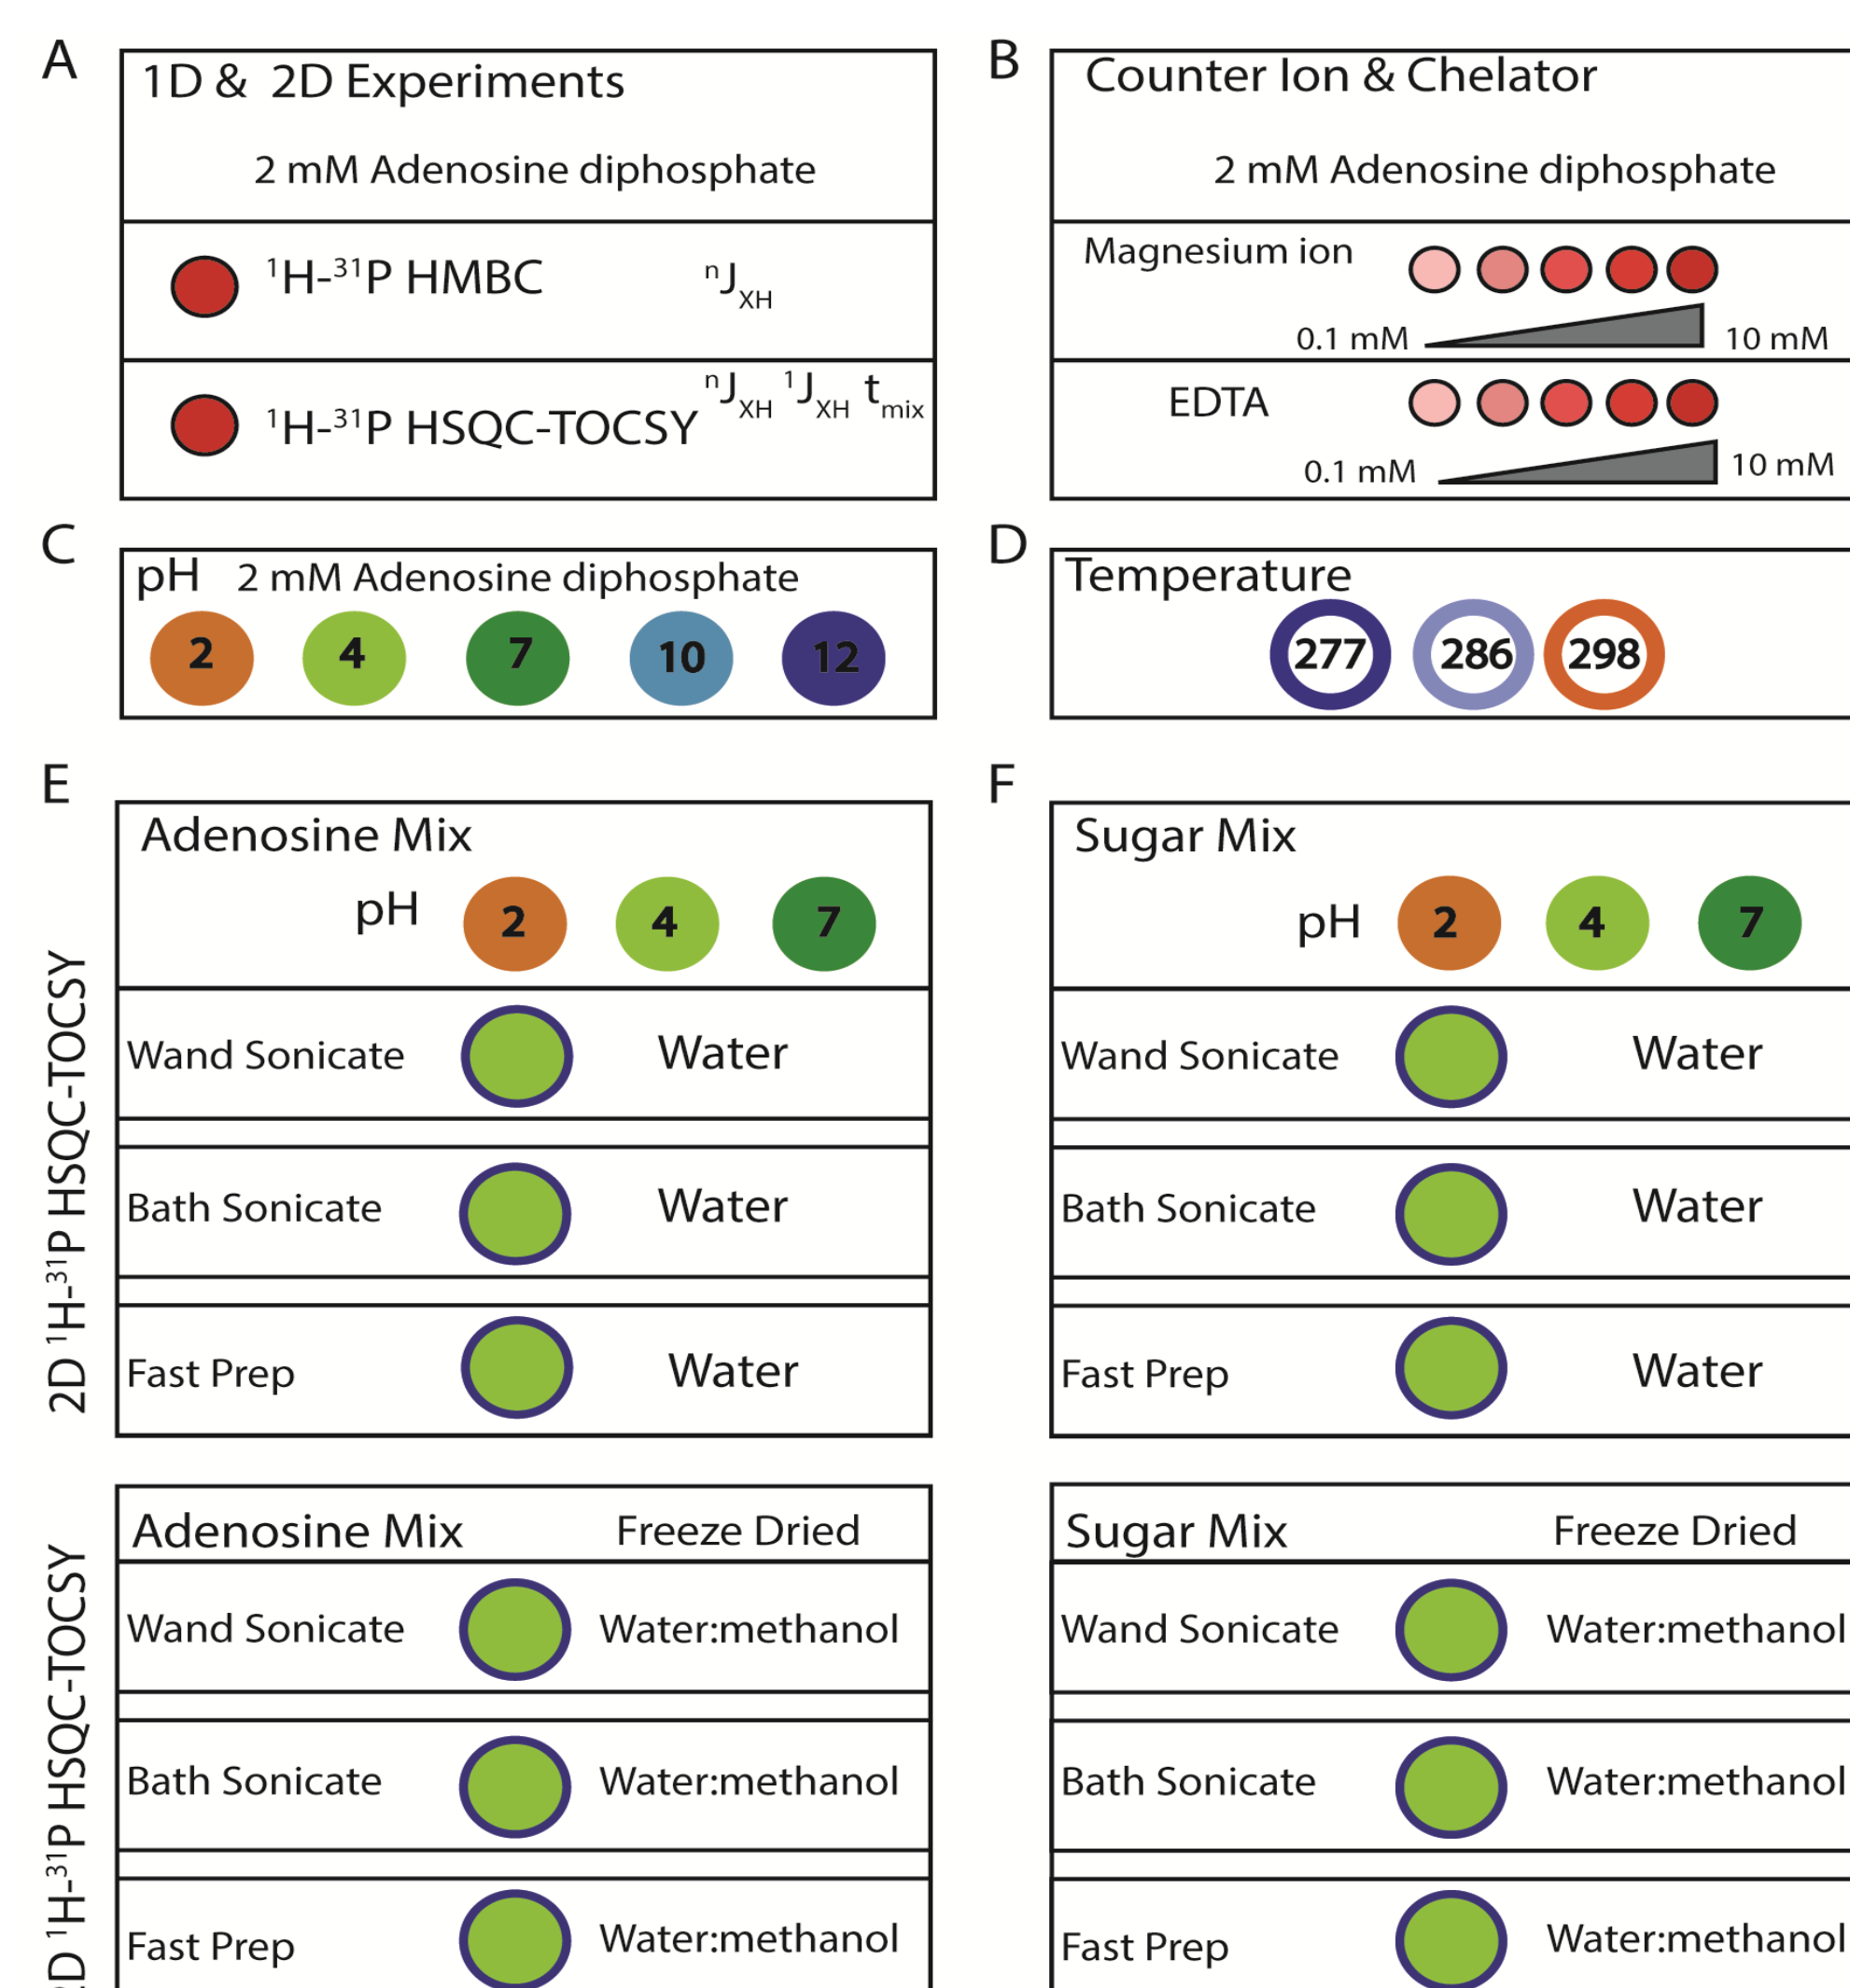 A
1D & 2D Experiments
2 mM Adenosine diphosphate
¹H-³¹P HMBC ⁿJXH
¹H-³¹P HSQC-TOCSY ⁿJXH ¹JXH tmix
B
Counter Ion & Chelator
2 mM Adenosine diphosphate
Magnesium ion
0.1 mM 10 mM
EDTA
0.1 mM 10 mM
C
pH 2 mM Adenosine diphosphate
2 4 7 10 12
D
Temperature
277 286 298
E
2D ¹H-³¹P HSQC-TOCSY
Adenosine Mix
pH 2 4 7
Wand Sonicate Water
Bath Sonicate Water
Fast Prep Water
F
Sugar Mix
pH 2 4 7
Wand Sonicate Water
Bath Sonicate Water
Fast Prep Water
D ¹H-³¹P HSQC-TOCSY
Adenosine Mix Freeze Dried
Wand Sonicate Water:methanol
Bath Sonicate Water:methanol
Fast Prep Water:methanol
Sugar Mix Freeze Dried
Wand Sonicate Water:methanol
Bath Sonicate Water:methanol
Fast Prep Water:methanol